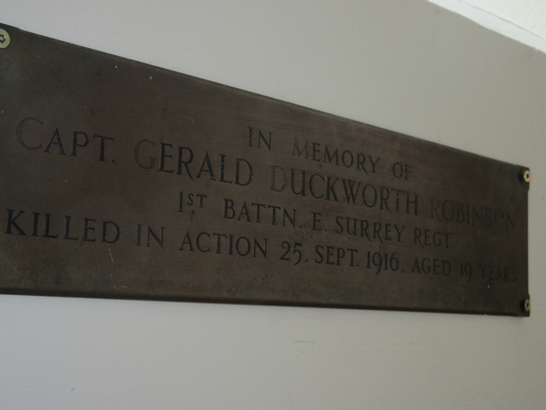 IN MEMORY OF
CAPT. GERALD DUCKWORTH ROBINSON
1ST BATTN. E. SURREY REGT
KILLED IN ACTION 25. SEPT. 1916. AGED 19 YEARS